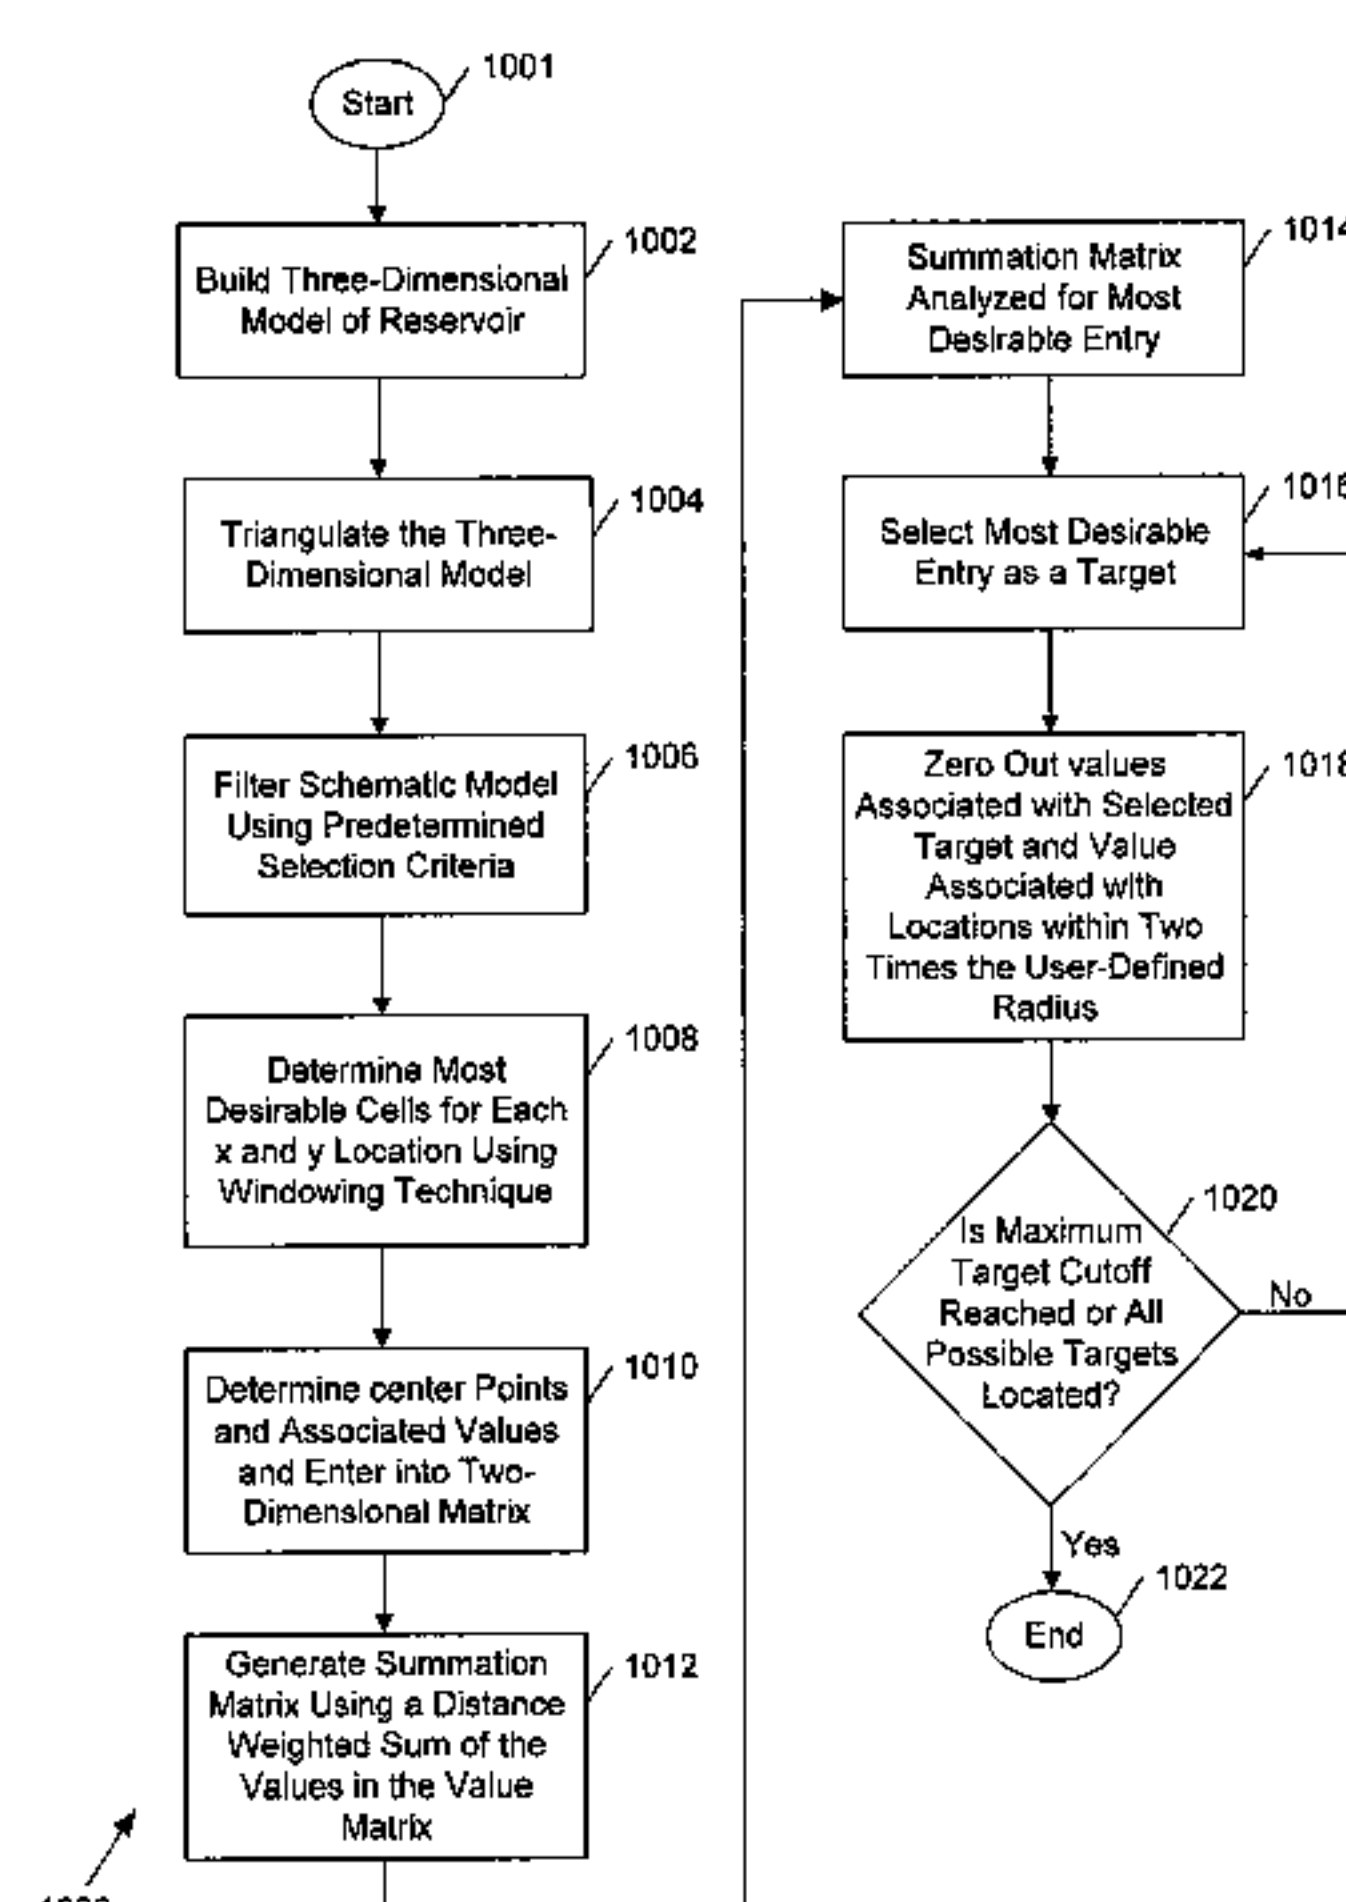 1001
Start
1002
Build Three-Dimensional
Model of Reservoir
1004
Triangulate the Three-
Dimensional Model
1006
Filter Schematic Model
Using Predetermined
Selection Criteria
1008
Determine Most
Desirable Cells for Each
x and y Location Using
Windowing Technique
1010
Determine center Points
and Associated Values
and Enter into Two-
Dimensional Matrix
1012
Generate Summation
Matrix Using a Distance
Weighted Sum of the
Values in the Value
Matrix
1014
Summation Matrix
Analyzed for Most
Desirable Entry
1016
Select Most Desirable
Entry as a Target
1018
Zero Out values
Associated with Selected
Target and Value
Associated with
Locations within Two
Times the User-Defined
Radius
1020
Is Maximum
Target Cutoff
Reached or All
Possible Targets
Located?
No
Yes
1022
End